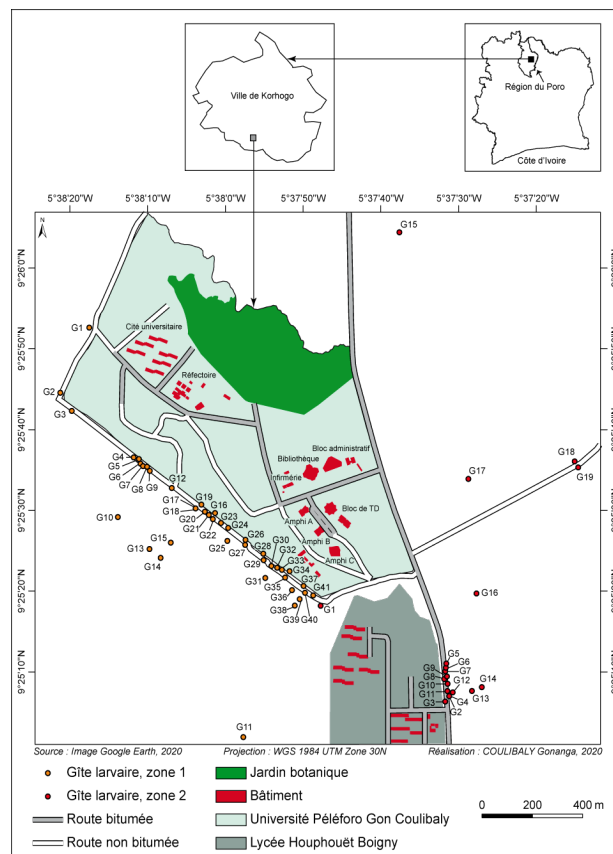 Ville de Korhogo
Région du Poro
Côte d'Ivoire
5°38'20"W
5°38'10"W
5°38'0"W
5°37'50"W
5°37'40"W
5°37'30"W
5°37'20"W
N
9°26'0"N
9°25'50"N
9°25'40"N
9°25'30"N
9°25'20"N
9°25'10"N
G15
G1
Cité universitaire
Réfectoire
G2
G3
Bloc administratif
Bibliothèque
Infirmérie
G18
G19
G17
G4
G5
G6
G7
G8
G9
G12
G17
G18
G19
G16
G20
G21
G22
G23
G24
Amphi A
Bloc de TD
Amphi B
Amphi C
G10
G13
G14
G15
G25
G26
G27
G28
G29
G30
G32
G33
G34
G31
G35
G36
G37
G41
G38
G39
G40
G1
G16
G5
G6
G7
G9
G8
G10
G11
G12
G14
G13
G3
G4
G2
G11
Source : Image Google Earth, 2020
Projection : WGS 1984 UTM Zone 30N
Réalisation : COULIBALY Gonanga, 2020
Gîte larvaire, zone 1
Gîte larvaire, zone 2
Route bitumée
Route non bitumée
Jardin botanique
Bâtiment
Université Péléforo Gon Coulibaly
Lycée Houphouët Boigny
0 200 400 m